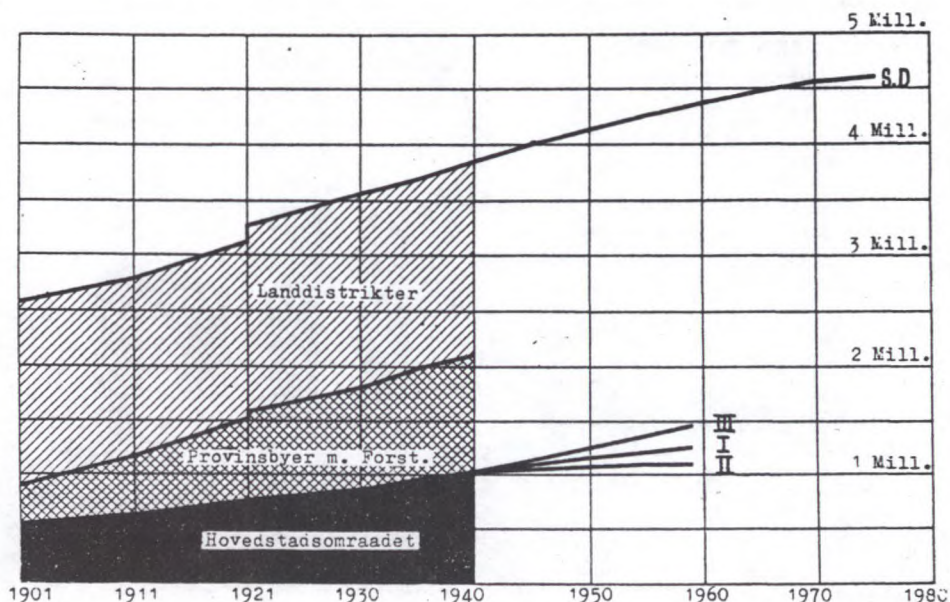 5 Mill.
S.D
4 Mill.
3 Mill.
Landdistrikter
2 Mill.
III
I
Provinsbyer m. Forst.
II
1 Mill.
Hovedstadsomraadet
1901 1911 1921 1930 1940 1950 1960 1970 1980